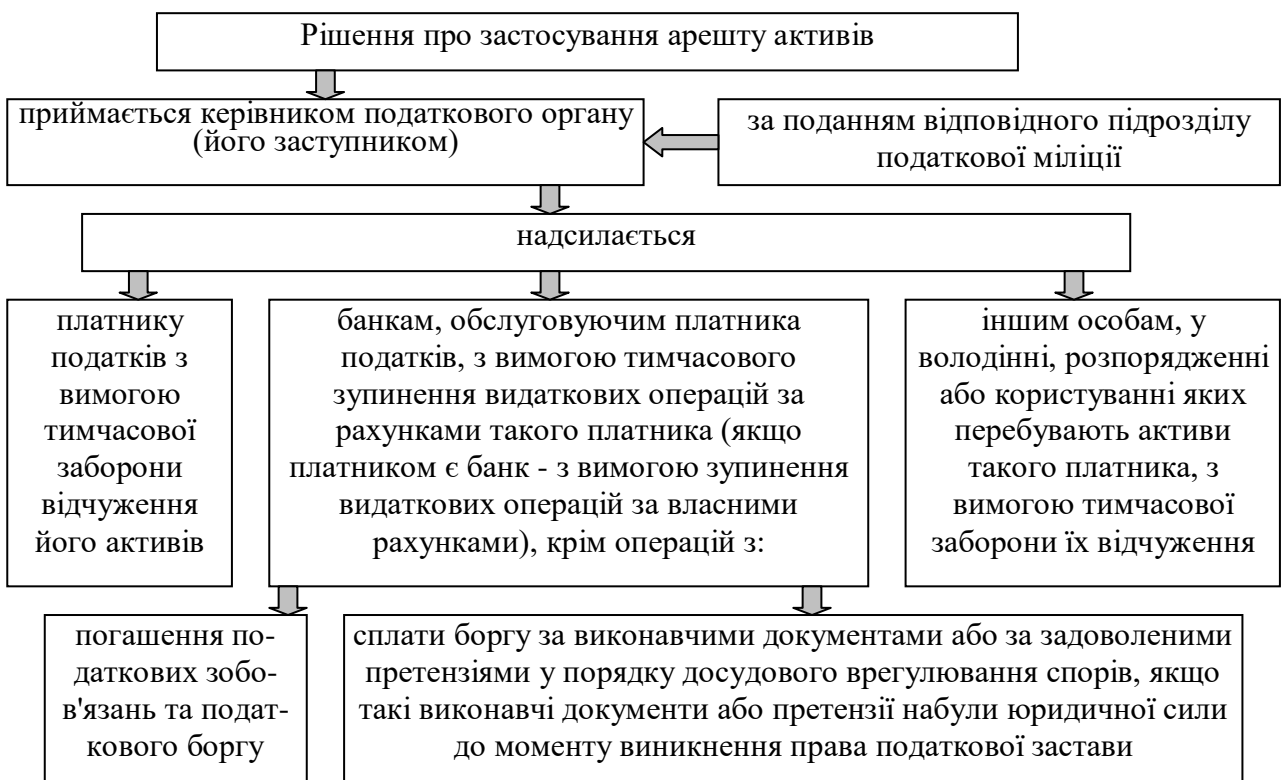 Рішення про застосування арешту активів
приймається керівником податкового органу
(його заступником)
за поданням відповідного підрозділу
податкової міліції
надсилається
платнику
податків з
вимогою
тимчасової
заборони
відчуження
його активів
банкам, обслуговуючим платника
податків, з вимогою тимчасового
зупинення видаткових операцій за
рахунками такого платника (якщо
платником є банк - з вимогою зупинення
видаткових операцій за власними
рахунками), крім операцій з:
іншим особам, у
володінні, розпорядженні
або користуванні яких
перебувають активи
такого платника, з
вимогою тимчасової
заборони їх відчуження
погашення по-
даткових зобо-
в'язань та подат-
кового боргу
сплати боргу за виконавчими документами або за задоволеними
претензіями у порядку досудового врегулювання спорів, якщо
такі виконавчі документи або претензії набули юридичної сили
до моменту виникнення права податкової застави